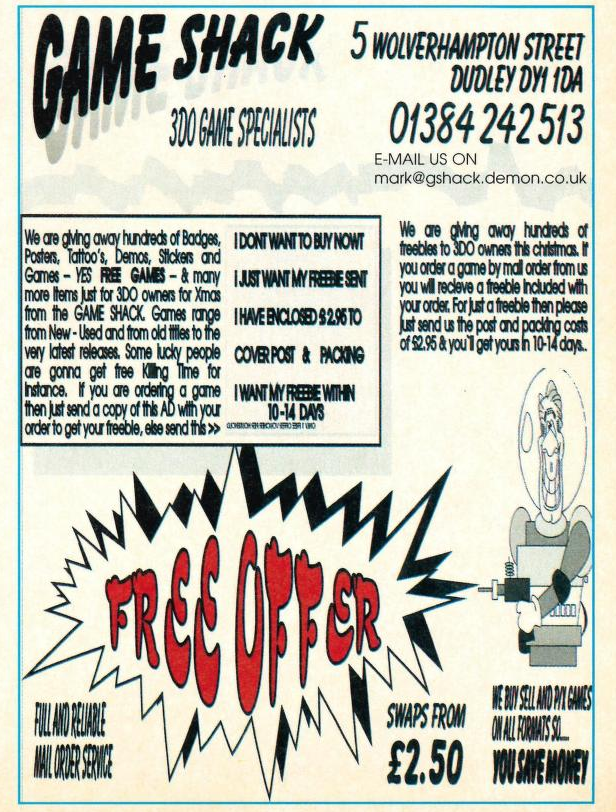 GAME SHACK
3DO GAME SPECIALISTS
5 WOLVERHAMPTON STREET
DUDLEY DY1 1DA
01384 242 513
E-MAIL US ON
mark@gshack.demon.co.uk
We are giving away hundreds of Badges,
Posters, Tattoo's, Demos, Stickers and
Games - YES FREE GAMES - & many
more items just for 3DO owners for Xmas
from the GAME SHACK. Games range
from New - Used and from old titles to the
very latest releases. Some lucky people
are gonna get free Killing Time for
instance. If you are ordering a game
then just send a copy of this AD with your
order to get your freebie, else send this >>
I DONT WANT TO BUY NOW!
I JUST WANT MY FREEBIE SENT
I HAVE ENCLOSED $ 2.95 TO
COVER POST & PACKING
I WANT MY FREEBIE WITHIN
10-14 DAYS
We are giving away hundreds of
freebies to 3DO owners this christmas. If
you order a game by mail order from us
you will recieve a freebie included with
your order. For just a freebie then please
just send us the post and packing costs
of $2.95 & you'll get yours in 10-14 days..
FREE OFFER
FULL AND RELIABLE
MAIL ORDER SERVICE
SWAPS FROM
£2.50
WE BUY SELL AND P/X GAMES
ON ALL FORMATS SO....
YOU SAVE MONEY